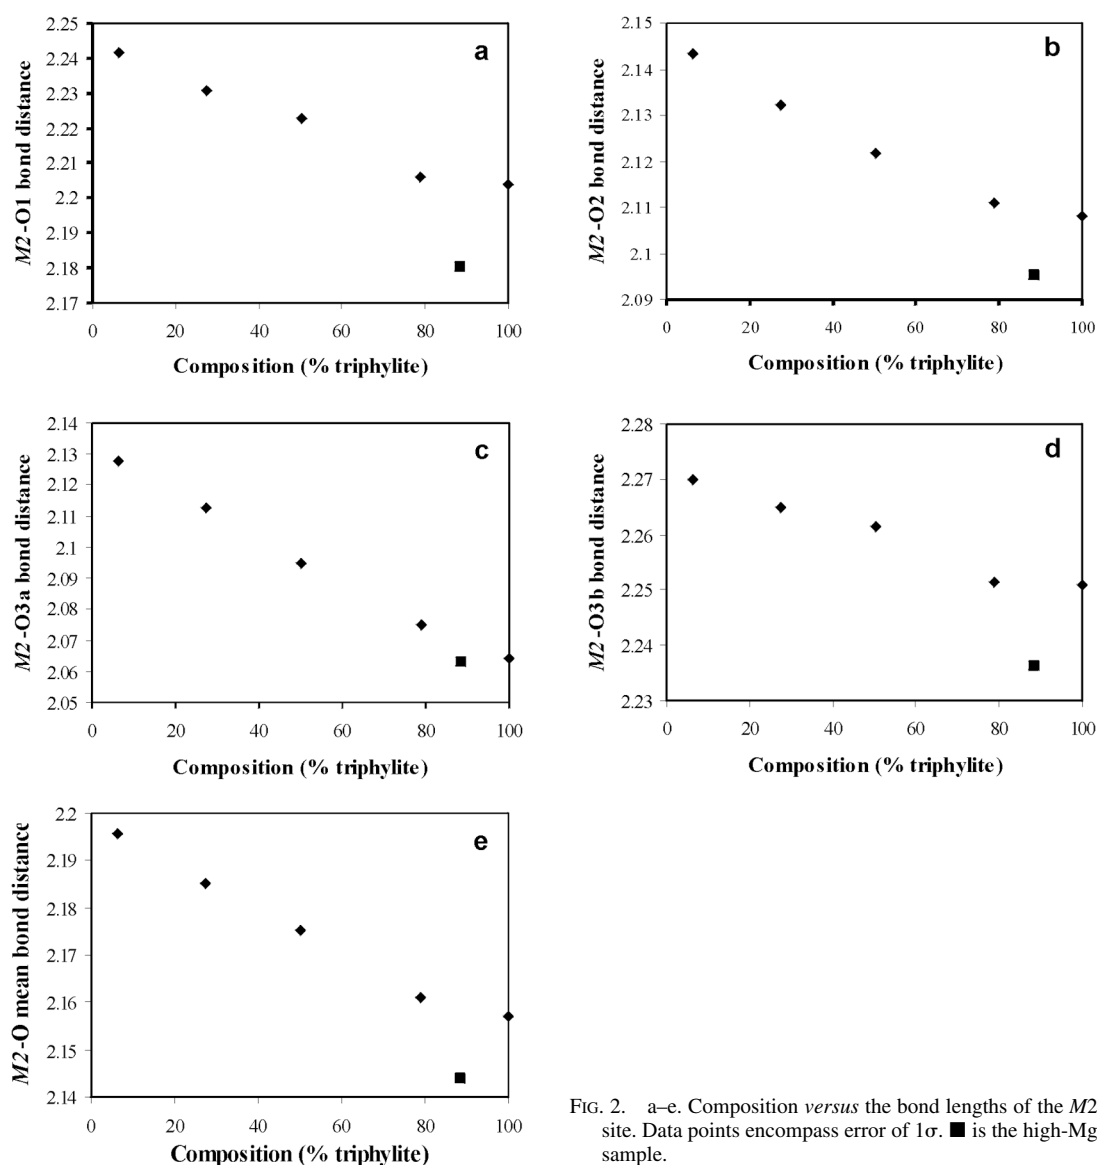 2.25
2.24
2.23
2.22
2.21
2.2
2.19
2.18
2.17
0 20 40 60 80 100
M2-O1 bond distance
Composition (% triphylite)
a
2.15
2.14
2.13
2.12
2.11
2.1
2.09
0 20 40 60 80 100
M2-O2 bond distance
Composition (% triphylite)
b
2.14
2.13
2.12
2.11
2.1
2.09
2.08
2.07
2.06
2.05
0 20 40 60 80 100
M2-O3a bond distance
Composition (% triphylite)
c
2.28
2.27
2.26
2.25
2.24
2.23
0 20 40 60 80 100
M2-O3b bond distance
Composition (% triphylite)
d
2.2
2.19
2.18
2.17
2.16
2.15
2.14
0 20 40 60 80 100
M2-O mean bond distance
Composition (% triphylite)
e
FIG. 2. a–e. Composition versus the bond lengths of the M2
site. Data points encompass error of 1σ. ■ is the high-Mg
sample.